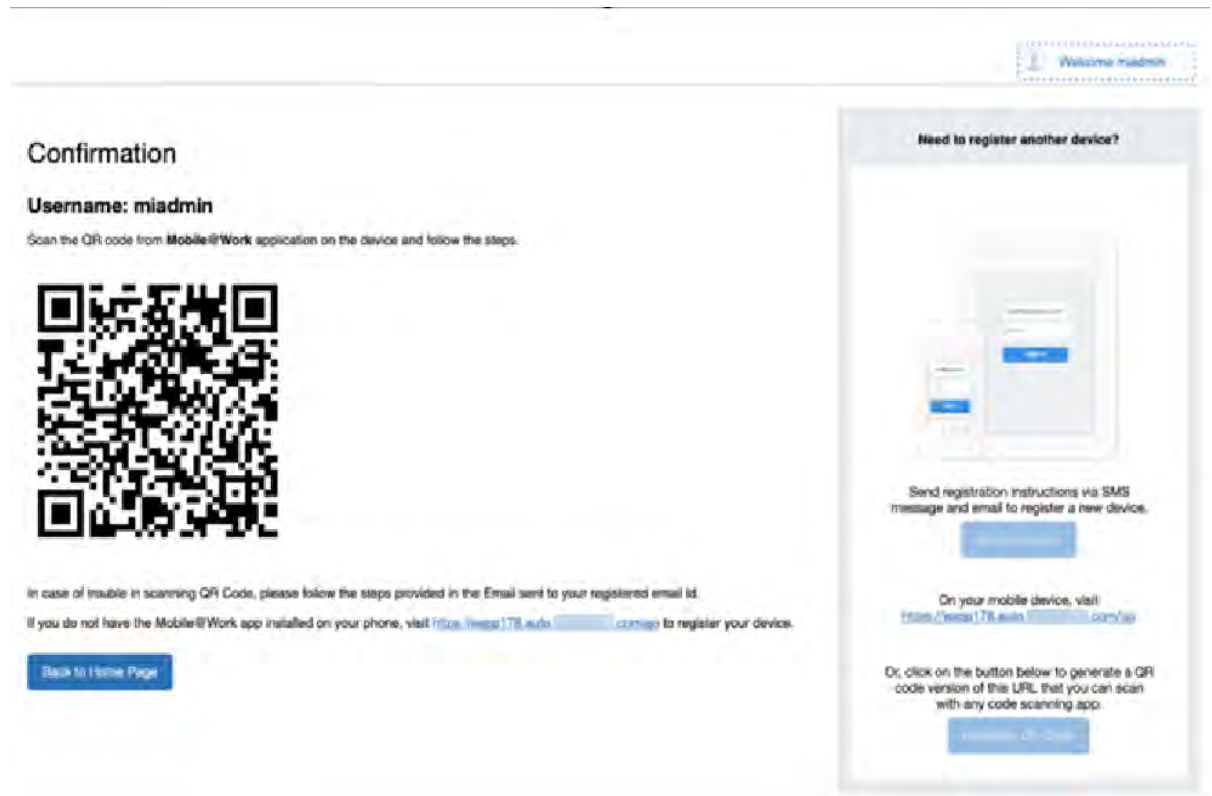 Welcome miadmin
Confirmation
Username: miadmin
Scan the QR code from Mobile@Work application on the device and follow the steps.
In case of trouble in scanning QR Code, please follow the steps provided in the Email sent to your registered email id.
If you do not have the Mobile@Work app installed on your phone, visit to register your device.
Back to Home Page
Need to register another device?
Send registration instructions via SMS
message and email to register a new device.
On your mobile device, visit
Or, click on the button below to generate a QR
code version of this URL that you can scan
with any code scanning app.